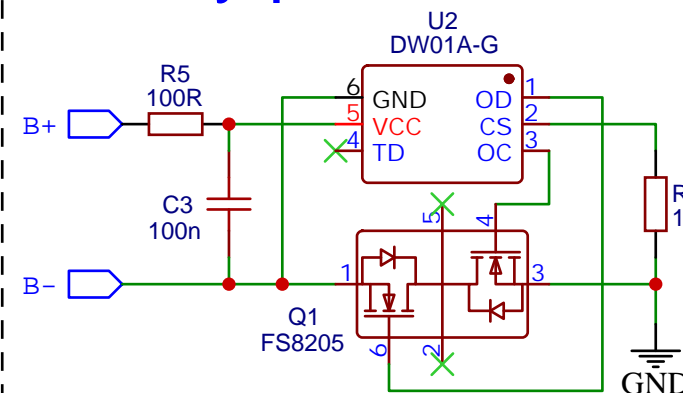 U2
DW01A-G
R5
100R
B+
6 GND OD 1
5 VCC CS 2
4 TD OC 3
C3
100n
5
4
B-
1
3
Q1
FS8205
6
2
GND